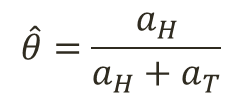 θ̂ = a_H / (a_H + a_T)